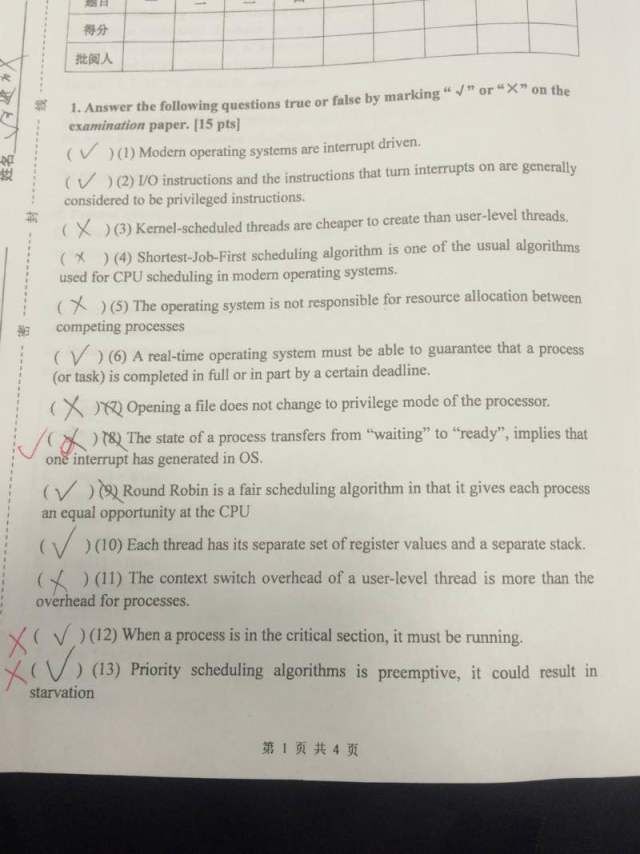 题目 一 二 三 四
得分
批阅人
线
姓名
封
密
1. Answer the following questions true or false by marking “ √ ” or “✕” on the
examination paper. [15 pts]
( √ ) (1) Modern operating systems are interrupt driven.
( √ ) (2) I/O instructions and the instructions that turn interrupts on are generally
considered to be privileged instructions.
( ✕ ) (3) Kernel-scheduled threads are cheaper to create than user-level threads.
( ✕ ) (4) Shortest-Job-First scheduling algorithm is one of the usual algorithms
used for CPU scheduling in modern operating systems.
( ✕ ) (5) The operating system is not responsible for resource allocation between
competing processes
( √ ) (6) A real-time operating system must be able to guarantee that a process
(or task) is completed in full or in part by a certain deadline.
( ✕ ) (7) Opening a file does not change to privilege mode of the processor.
√ ( ✕ ) (8) The state of a process transfers from “waiting” to “ready”, implies that
one interrupt has generated in OS.
( √ ) (9) Round Robin is a fair scheduling algorithm in that it gives each process
an equal opportunity at the CPU
( √ ) (10) Each thread has its separate set of register values and a separate stack.
( ✕ ) (11) The context switch overhead of a user-level thread is more than the
overhead for processes.
✕ ( √ ) (12) When a process is in the critical section, it must be running.
✕ ( √ ) (13) Priority scheduling algorithms is preemptive, it could result in
starvation
第 1 页 共 4 页